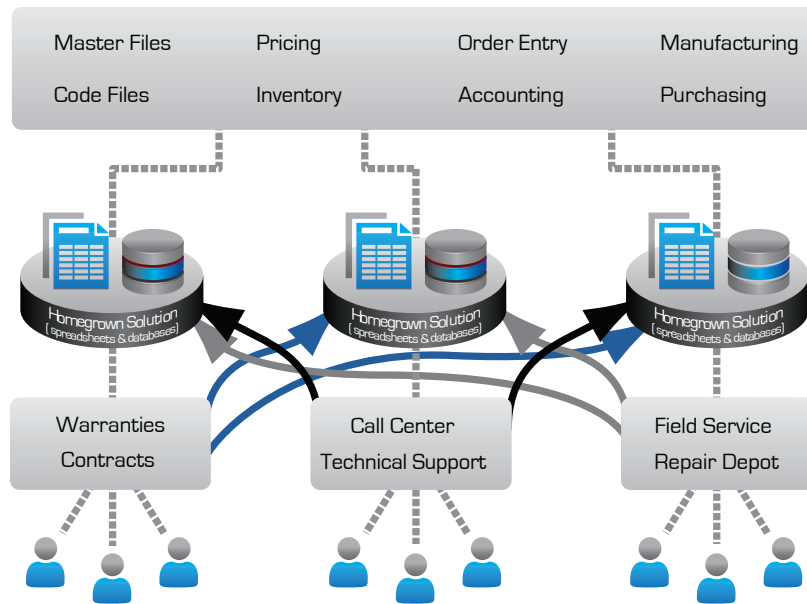 Master Files
Pricing
Order Entry
Manufacturing
Code Files
Inventory
Accounting
Purchasing
Homegrown Solution
( spreadsheets & databases)
Homegrown Solution
( spreadsheets & databases)
Homegrown Solution
( spreadsheets & databases)
Warranties
Contracts
Call Center
Technical Support
Field Service
Repair Depot